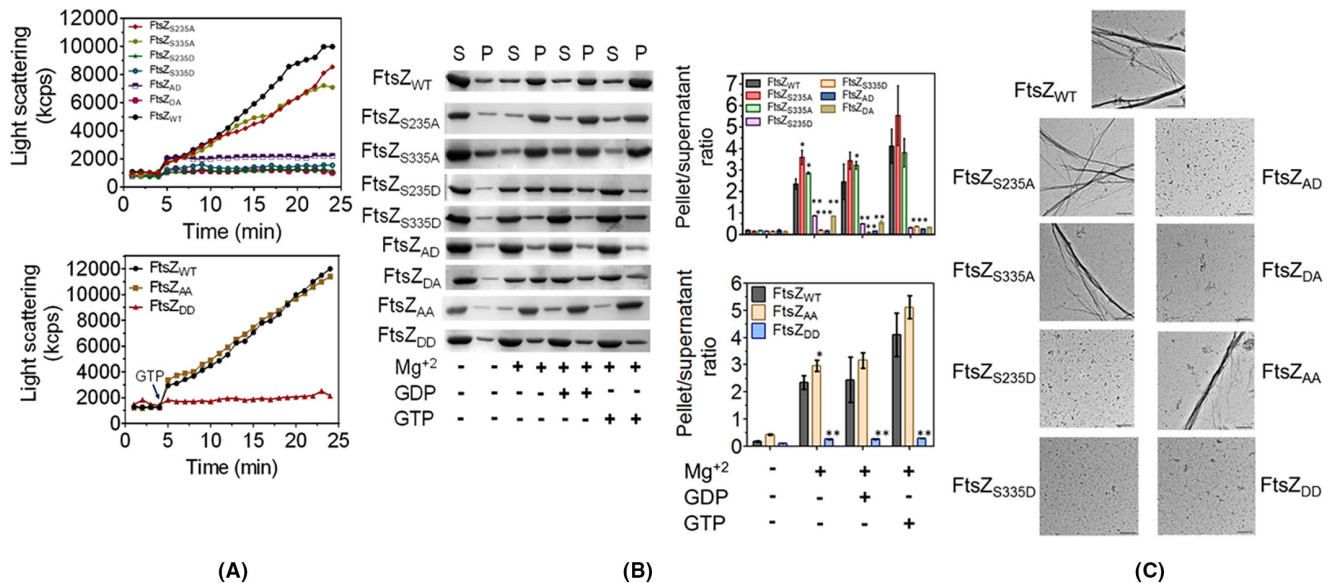 FtsZS235A
FtsZS335A
FtsZS235D
FtsZS335D
FtsZAD
FtsZDA
FtsZWT
12000
10000
8000
6000
4000
2000
0
Light scattering
(kcps)
0 5 10 15 20 25
Time (min)
FtsZWT
FtsZAA
FtsZDD
GTP
12000
10000
8000
6000
4000
2000
0
Light scattering
(kcps)
0 5 10 15 20 25
Time (min)
(A)
S P S P S P S P
FtsZWT
FtsZS235A
FtsZS335A
FtsZS235D
FtsZS335D
FtsZAD
FtsZDA
FtsZAA
FtsZDD
Mg+2 - - + + + + + +
GDP - - - - + + - -
GTP - - - - - - + +
FtsZWT FtsZS335D
FtsZS235A FtsZAD
FtsZS335A FtsZDA
FtsZS235D
7
6
5
4
3
2
1
0
Pellet/supernatant
ratio
* * ** *** **
* ** ** ** **
***
FtsZWT
FtsZAA
FtsZDD
6
5
4
3
2
1
0
Pellet/supernatant
ratio
* ** ** **
Mg+2 - + + +
GDP - - + -
GTP - - - +
(B)
FtsZWT
FtsZS235A
FtsZAD
FtsZS335A
FtsZDA
FtsZS235D
FtsZAA
FtsZS335D
FtsZDD
(C)